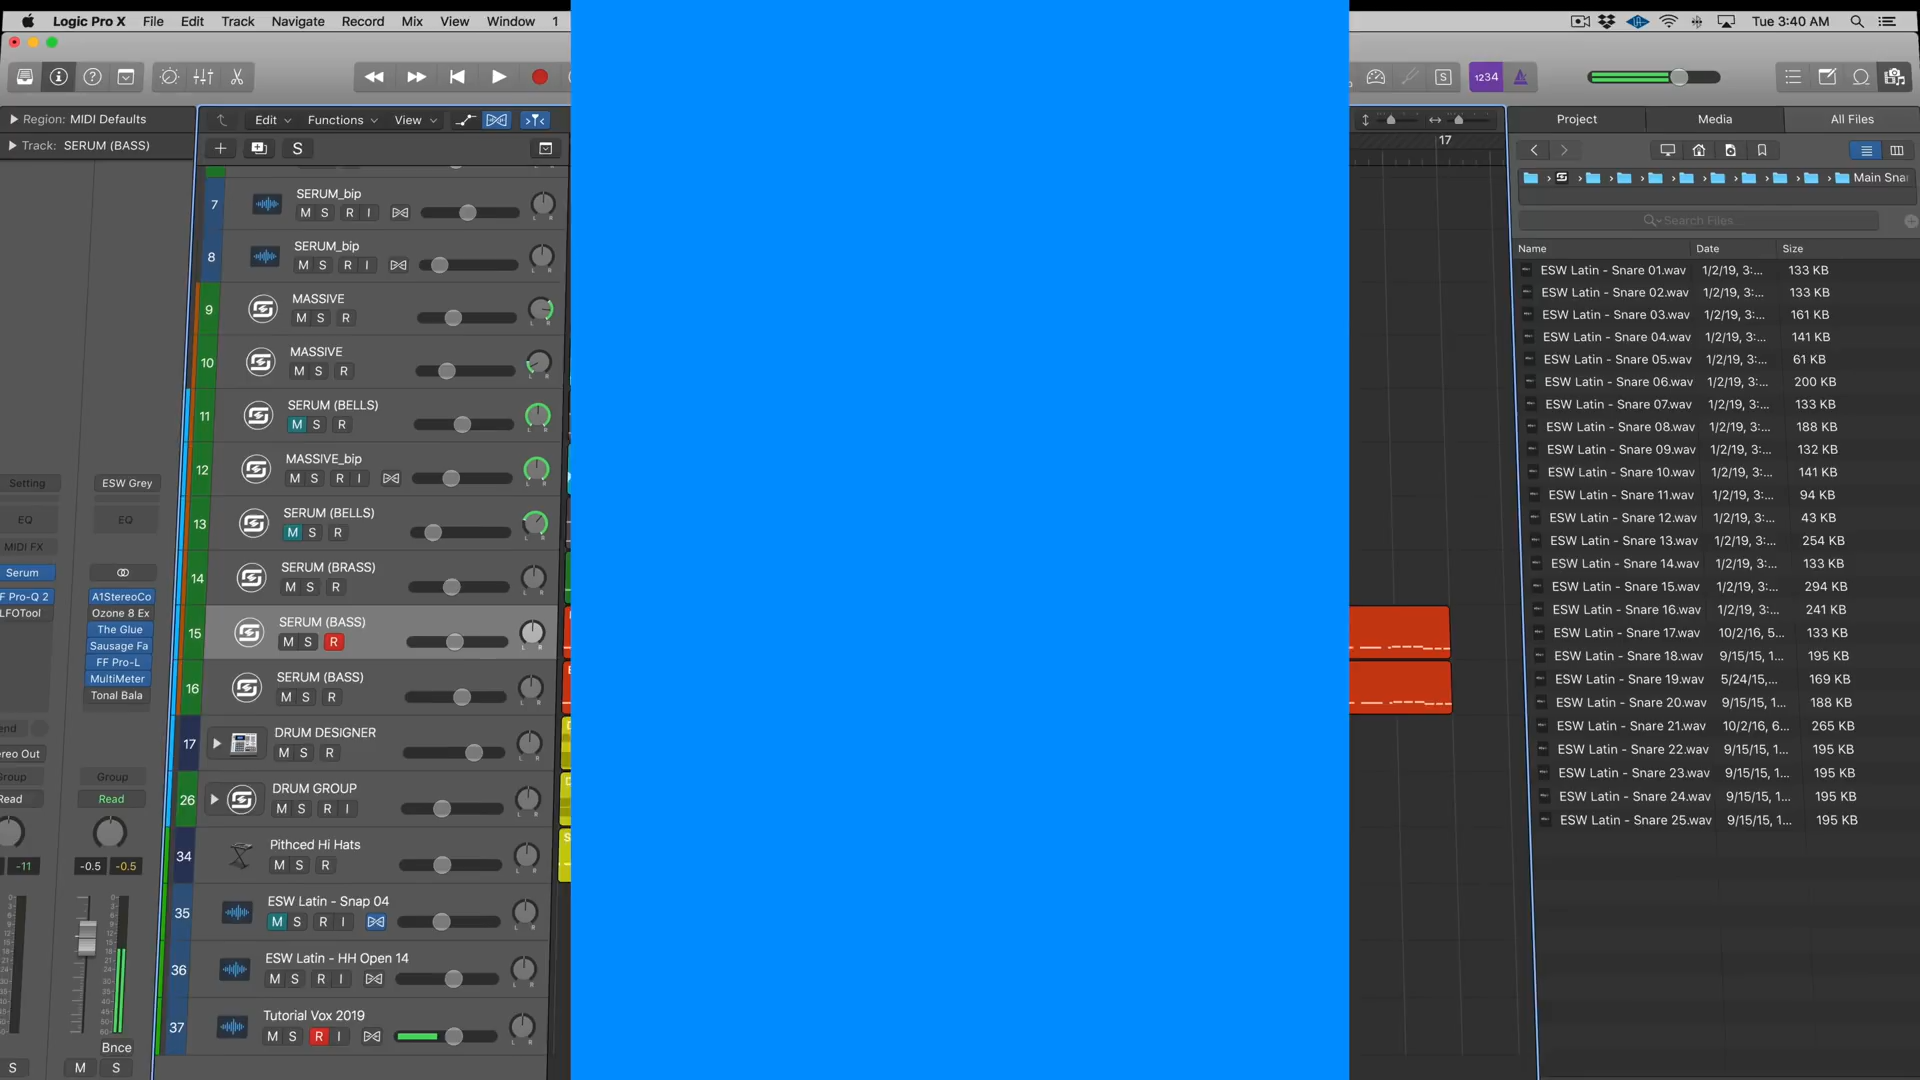 Logic Pro X File Edit Track Navigate Record Mix View Window 1
Tue 3:40 AM
S 1234
Region: MIDI Defaults
Track: SERUM (BASS)
Edit Functions View
S
17
Project Media All Files
Main Sna
Search Files
Name Date Size
7 SERUM_bip
M S R I
8 SERUM_bip
M S R I
9 MASSIVE
M S R
10 MASSIVE
M S R
11 SERUM (BELLS)
M S R
12 MASSIVE_bip
M S R I
13 SERUM (BELLS)
M S R
14 SERUM (BRASS)
M S R
15 SERUM (BASS)
M S R
16 SERUM (BASS)
M S R
17 DRUM DESIGNER
M S R
26 DRUM GROUP
M S R I
34 Pithced Hi Hats
M S R
35 ESW Latin - Snap 04
M S R I
36 ESW Latin - HH Open 14
M S R I
37 Tutorial Vox 2019
M S R I
Setting ESW Grey
EQ EQ
MIDI FX
Serum
FF Pro-Q 2 A1StereoCo
LFOTool Ozone 8 Ex
The Glue
Sausage Fa
FF Pro-L
MultiMeter
Tonal Bala
end
ereo Out
Group Group
Read Read
-11 -0.5 -0.5
Bnce
S M S
ESW Latin - Snare 01.wav 1/2/19, 3:... 133 KB
ESW Latin - Snare 02.wav 1/2/19, 3:... 133 KB
ESW Latin - Snare 03.wav 1/2/19, 3:... 161 KB
ESW Latin - Snare 04.wav 1/2/19, 3:... 141 KB
ESW Latin - Snare 05.wav 1/2/19, 3:... 61 KB
ESW Latin - Snare 06.wav 1/2/19, 3:... 200 KB
ESW Latin - Snare 07.wav 1/2/19, 3:... 133 KB
ESW Latin - Snare 08.wav 1/2/19, 3:... 188 KB
ESW Latin - Snare 09.wav 1/2/19, 3:... 132 KB
ESW Latin - Snare 10.wav 1/2/19, 3:... 141 KB
ESW Latin - Snare 11.wav 1/2/19, 3:... 94 KB
ESW Latin - Snare 12.wav 1/2/19, 3:... 43 KB
ESW Latin - Snare 13.wav 1/2/19, 3:... 254 KB
ESW Latin - Snare 14.wav 1/2/19, 3:... 133 KB
ESW Latin - Snare 15.wav 1/2/19, 3:... 294 KB
ESW Latin - Snare 16.wav 1/2/19, 3:... 241 KB
ESW Latin - Snare 17.wav 10/2/16, 5... 133 KB
ESW Latin - Snare 18.wav 9/15/15, 1... 195 KB
ESW Latin - Snare 19.wav 5/24/15,... 169 KB
ESW Latin - Snare 20.wav 9/15/15, 1... 188 KB
ESW Latin - Snare 21.wav 10/2/16, 6... 265 KB
ESW Latin - Snare 22.wav 9/15/15, 1... 195 KB
ESW Latin - Snare 23.wav 9/15/15, 1... 195 KB
ESW Latin - Snare 24.wav 9/15/15, 1... 195 KB
ESW Latin - Snare 25.wav 9/15/15, 1... 195 KB